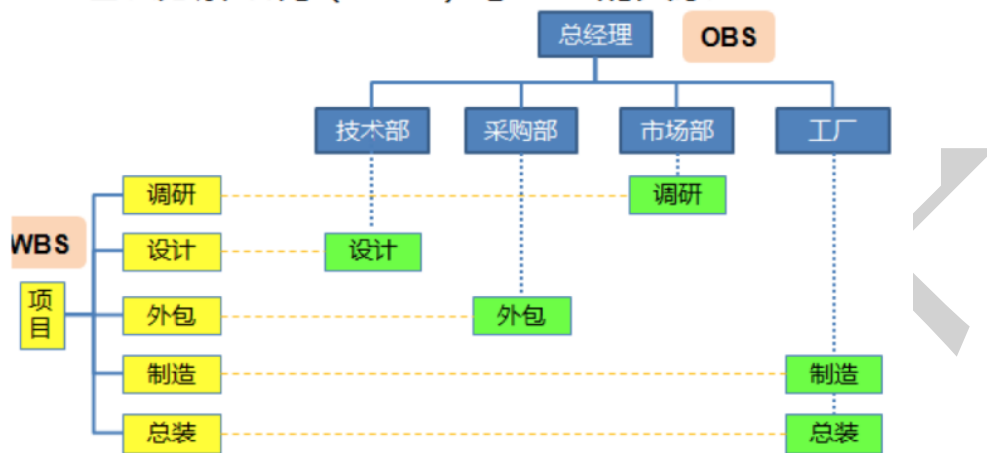 总经理 OBS
技术部 采购部 市场部 工厂
调研 调研
WBS
设计 设计
项目
外包 外包
制造 制造
总装 总装